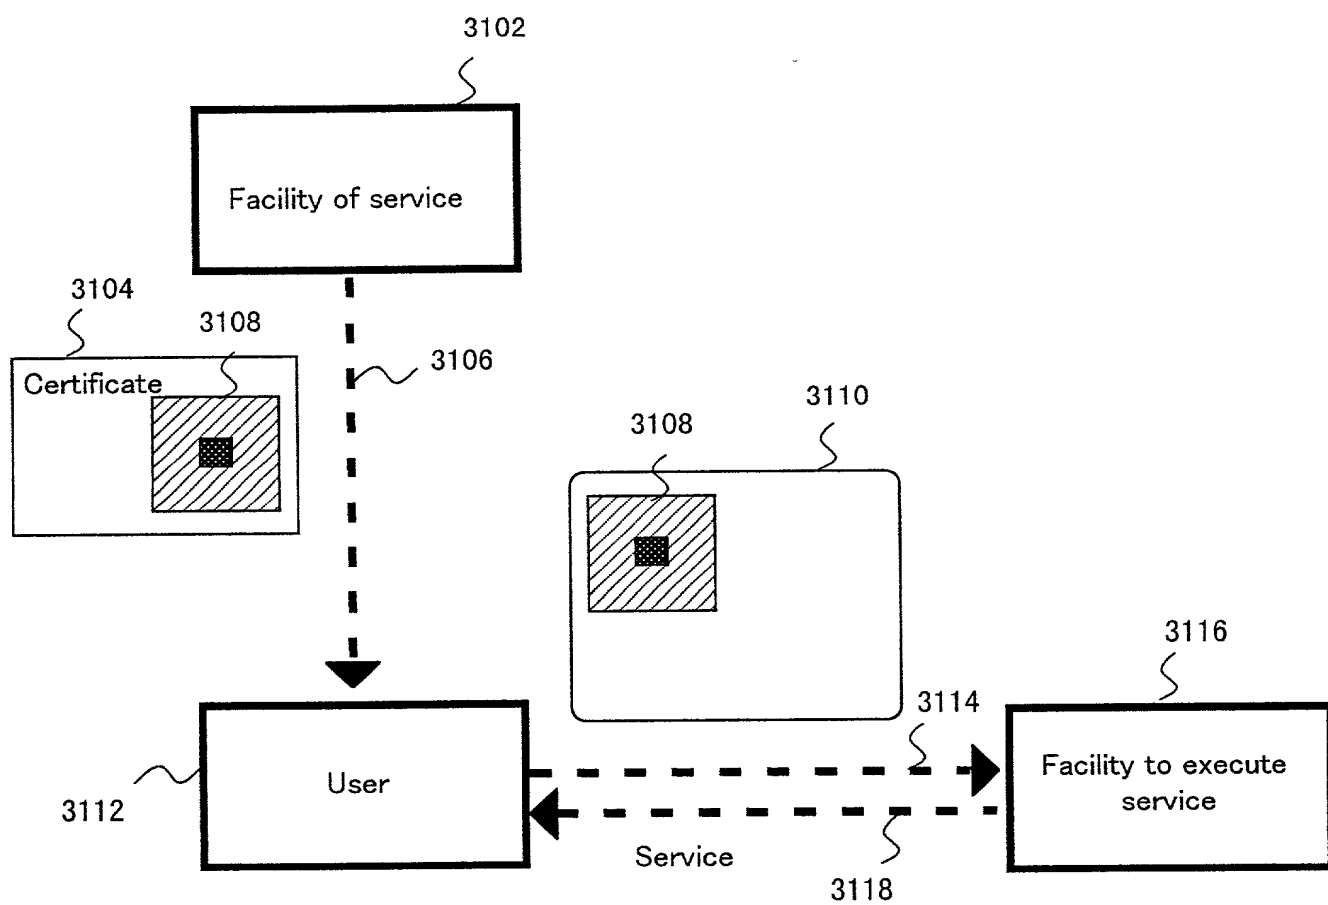 3102
Facility of service
3104
3108
3106
Certificate
3110
3108
3116
3114
Facility to execute
service
User
3112
Service
3118